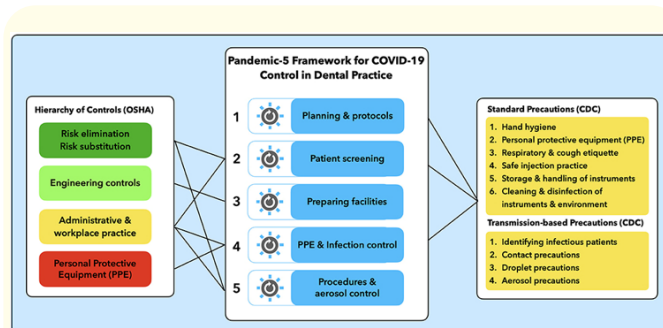 Pandemic-5 Framework for COVID-19
Control in Dental Practice
Hierarchy of Controls (OSHA)
Risk elimination
Risk substitution
Engineering controls
Administrative &
workplace practice
Personal Protective
Equipment (PPE)
1 Planning & protocols
2 Patient screening
3 Preparing facilities
4 PPE & Infection control
5 Procedures &
aerosol control
Standard Precautions (CDC)
1. Hand hygiene
2. Personal protective equipment (PPE)
3. Respiratory & cough etiquette
4. Safe injection practice
5. Storage & handling of instruments
6. Cleaning & disinfection of
instruments & environment
Transmission-based Precautions (CDC)
1. Identifying infectious patients
2. Contact precautions
3. Droplet precautions
4. Aerosol precautions